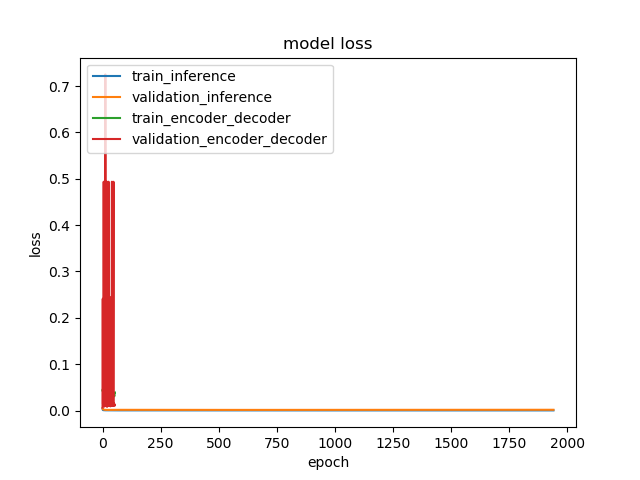 model loss
train_inference
validation_inference
train_encoder_decoder
validation_encoder_decoder
0.7
0.6
0.5
0.4
0.3
0.2
0.1
0.0
loss
0 250 500 750 1000 1250 1500 1750 2000
epoch